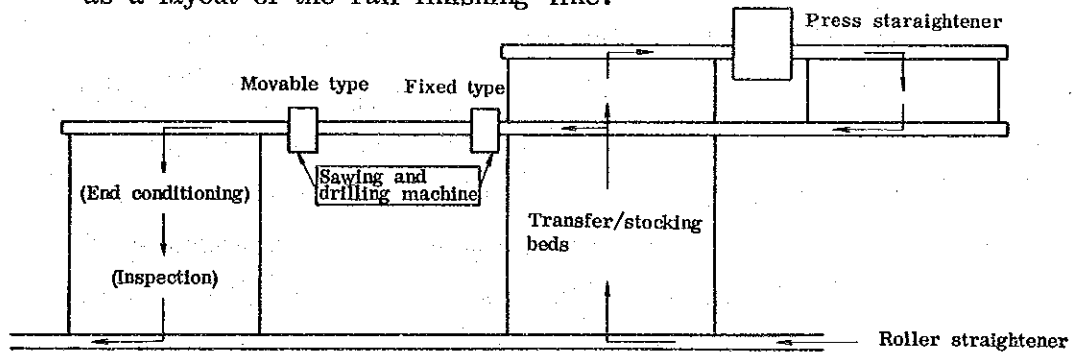 as a layout of the rail finishing line.
Press staraightener
Movable type
Fixed type
Sawing and
drilling machine
(End conditioning)
Transfer/stocking
beds
(Inspection)
Roller straightener